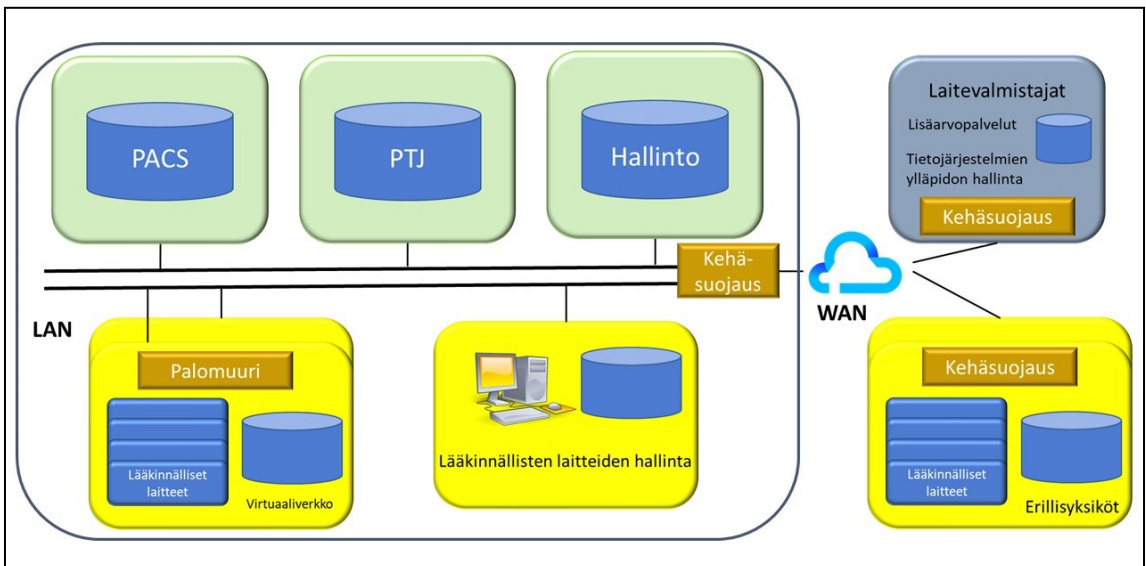 PACS
PTJ
Hallinto
Laitevalmistajat
Lisäarvopalvelut
Tietojärjestelmien
ylläpidon hallinta
Kehäsuojaus
Kehä-
suojaus
WAN
LAN
Palomuuri
Lääkinnälliset
laitteet
Virtuaaliverkko
Lääkinnällisten laitteiden hallinta
Kehäsuojaus
Lääkinnälliset
laitteet
Erillisyksiköt